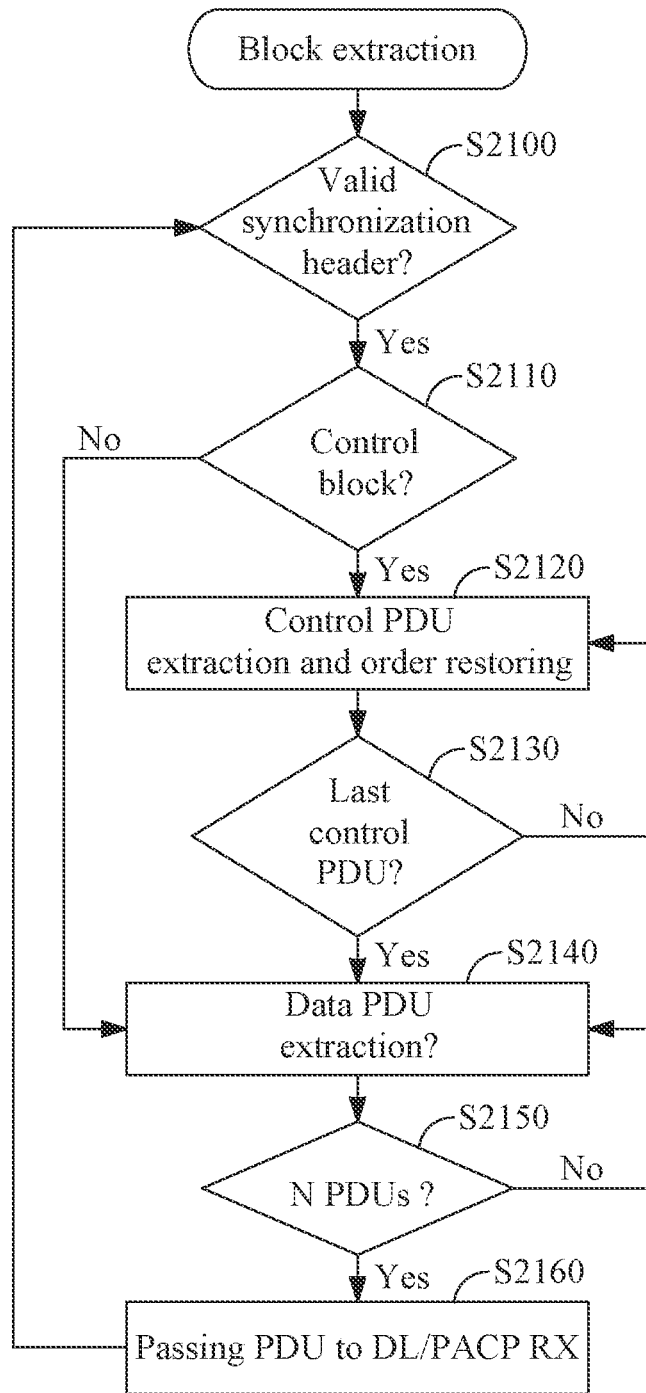 Block extraction
S2100
Valid
synchronization
header?
Yes
S2110
No
Control
block?
Yes
S2120
Control PDU
extraction and order restoring
S2130
Last
control
PDU?
No
Yes
S2140
Data PDU
extraction?
S2150
N PDUs ?
No
Yes
S2160
Passing PDU to DL/PACP RX